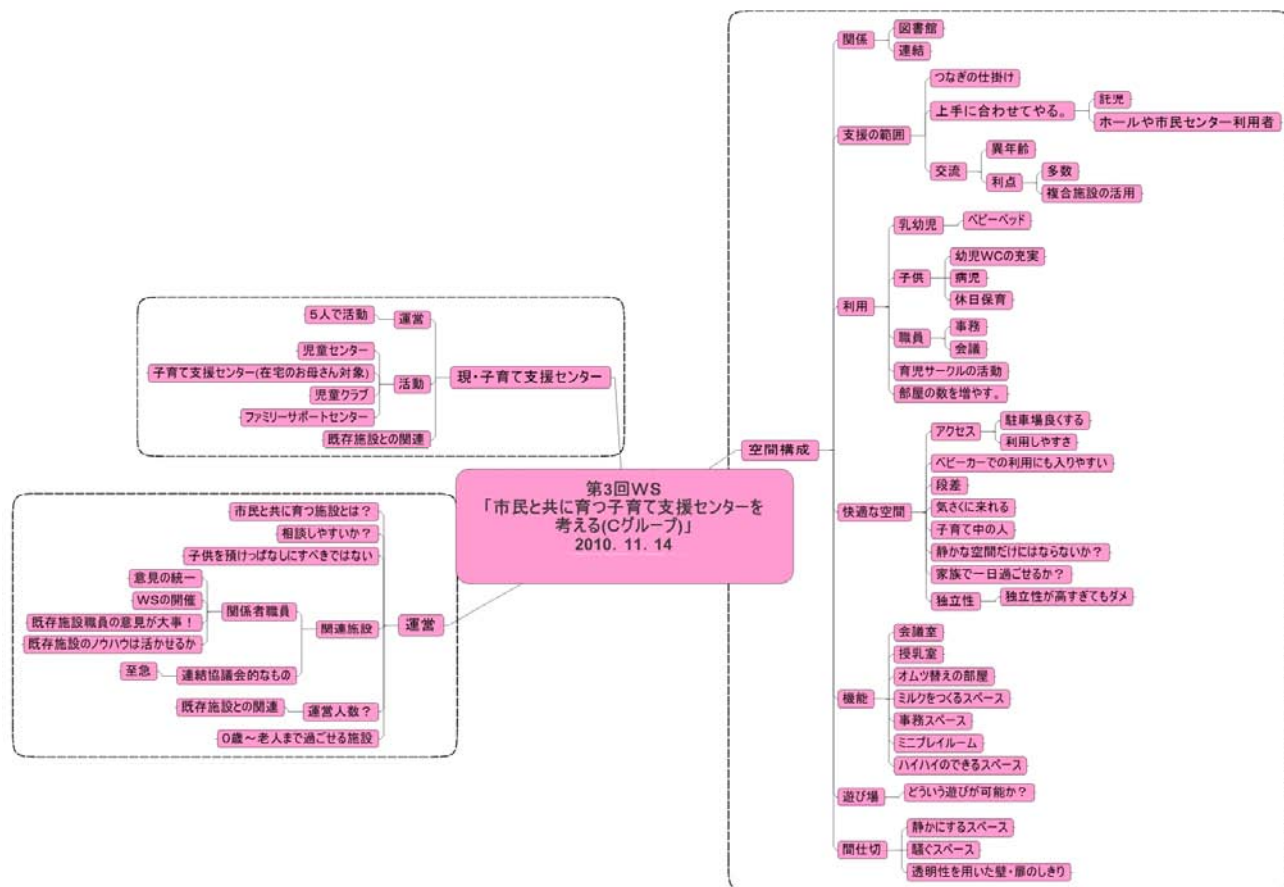 第3回WS
「市民と共に育つ子育て支援センターを
考える(Cグループ)」
2010. 11. 14
現・子育て支援センター
運営
5人で活動
活動
児童センター
子育て支援センター(在宅のお母さん対象)
児童クラブ
ファミリーサポートセンター
既存施設との関連
運営
市民と共に育つ施設とは?
相談しやすいか?
子供を預けっぱなしにすべきではない
関連施設
関係者職員
意見の統一
WSの開催
既存施設職員の意見が大事!
既存施設のノウハウは活かせるか
連結協議会的なもの
至急
運営人数?
既存施設との関連
0歳~老人まで過ごせる施設
空間構成
関係
図書館
連結
支援の範囲
つなぎの仕掛け
上手に合わせてやる。
託児
ホールや市民センター利用者
交流
異年齢
利点
多数
複合施設の活用
利用
乳幼児
ベビーベッド
子供
幼児WCの充実
病児
休日保育
職員
事務
会議
育児サークルの活動
部屋の数を増やす。
快適な空間
アクセス
駐車場良くする
利用しやすさ
ベビーカーでの利用にも入りやすい
段差
気さくに来れる
子育て中の人
静かな空間だけにはならないか?
家族で一日過ごせるか?
独立性
独立性が高すぎてもダメ
機能
会議室
授乳室
オムツ替えの部屋
ミルクをつくるスペース
事務スペース
ミニプレイルーム
ハイハイのできるスペース
遊び場
どういう遊びが可能か?
間仕切
静かにするスペース
騒ぐスペース
透明性を用いた壁・扉のしきり